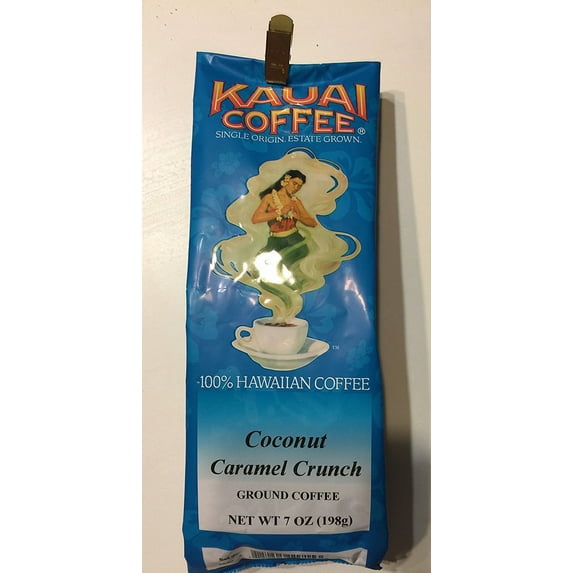 KAUAI
COFFEE®
SINGLE ORIGIN. ESTATE GROWN.
TM
100% HAWAIIAN COFFEE
Coconut
Caramel Crunch
GROUND COFFEE
NET WT 7 OZ (198g)